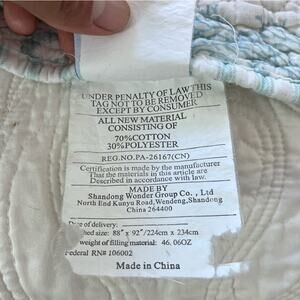 UNDER PENALTY OF LAW THIS
TAG NOT TO BE REMOVED
EXCEPT BY CONSUMER
ALL NEW MATERIAL
CONSISTING OF
70%COTTON
30%POLYESTER
REG.NO.PA-26167(CN)
Certification is made by the manufacturer
That the materials in this article are
Described in accordance with law.
MADE BY
Shandong Wonder Group Co. , Ltd
North End Kunyu Road,Wendeng,Shandong
China 264400
Date of delivery:
hed size: 88" x 92"/224cm x 234cm
weight of filling material: 46.06OZ
Federal RN# 106002
Made in China